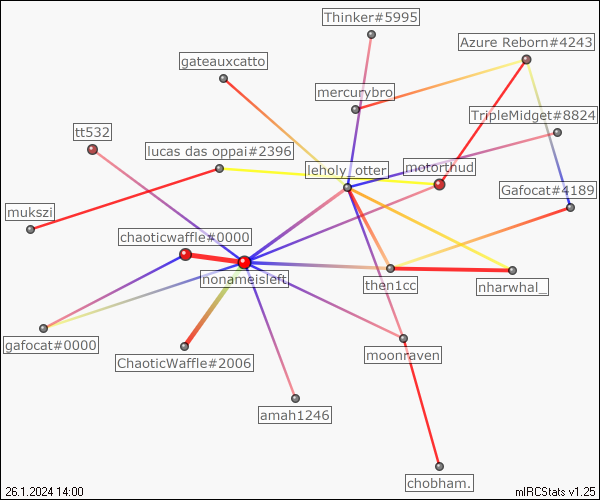 Thinker#5995
Azure Reborn#4243
gateauxcatto
mercurybro
TripleMidget#8824
tt532
lucas das oppai#2396
leholy_otter
motorthud
Gafocat#4189
mukszi
chaoticwaffle#0000
nonameisleft
then1cc
nharwhal_
gafocat#0000
ChaoticWaffle#2006
moonraven
amah1246
chobham.
26.1.2024 14:00
mIRCStats v1.25